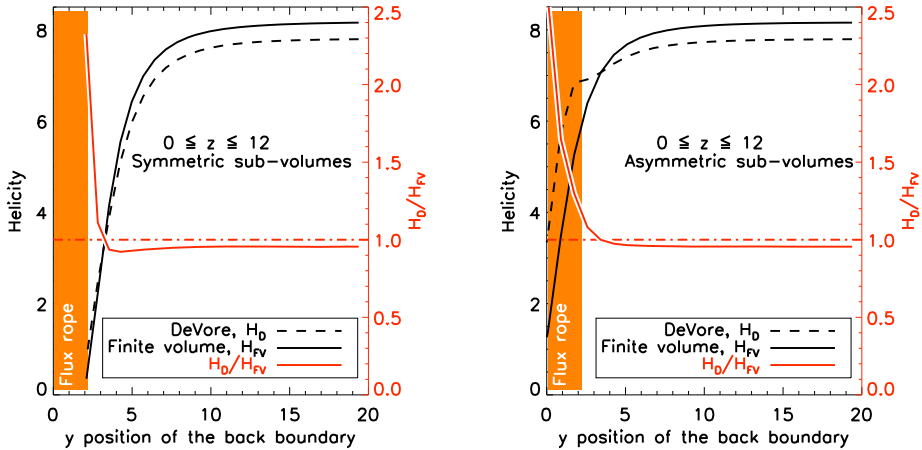 8
6
4
2
0
Helicity
0 ≤ z ≤ 12
Symmetric sub-volumes
Flux rope
DeVore, H_D
Finite volume, H_FV
H_D/H_FV
2.5
2.0
1.5
1.0
0.5
0.0
H_D/H_FV
0 5 10 15 20
y position of the back boundary
8
6
4
2
0
Helicity
0 ≤ z ≤ 12
Asymmetric sub-volumes
Flux rope
DeVore, H_D
Finite volume, H_FV
H_D/H_FV
2.5
2.0
1.5
1.0
0.5
0.0
H_D/H_FV
0 5 10 15 20
y position of the back boundary